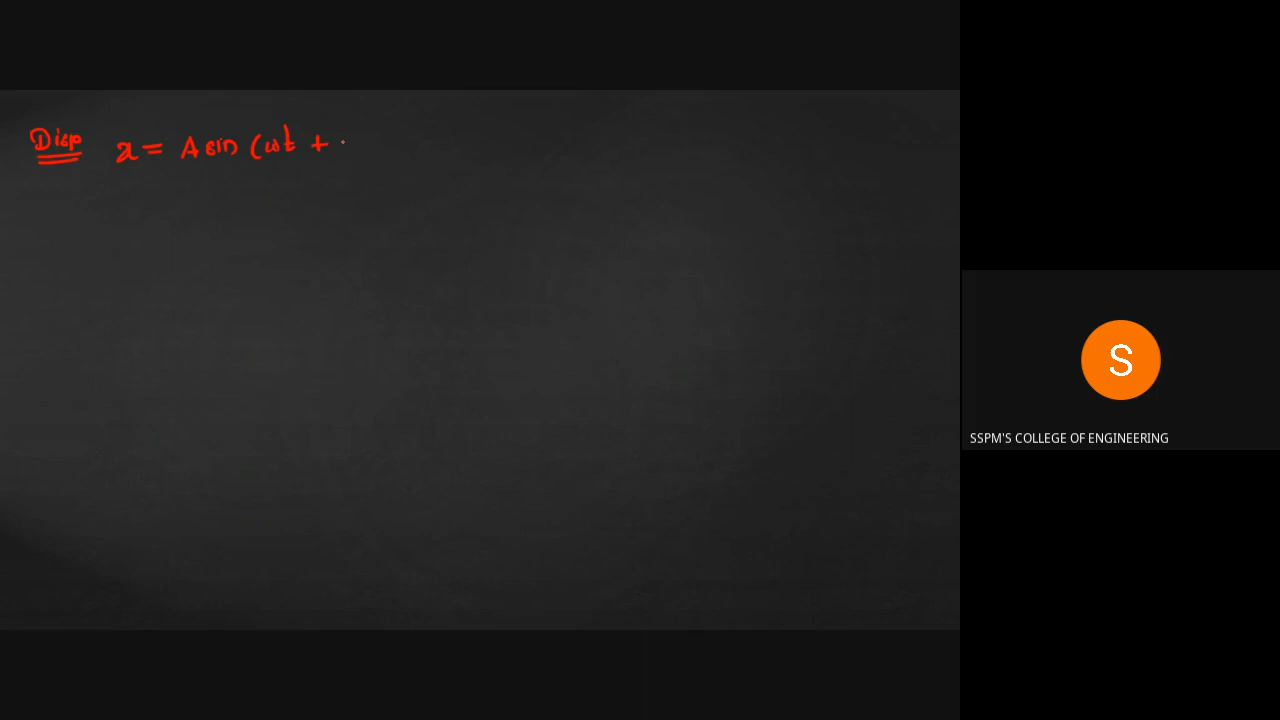 Disp x = A sin (ωt +
S
SSPM'S COLLEGE OF ENGINEERING